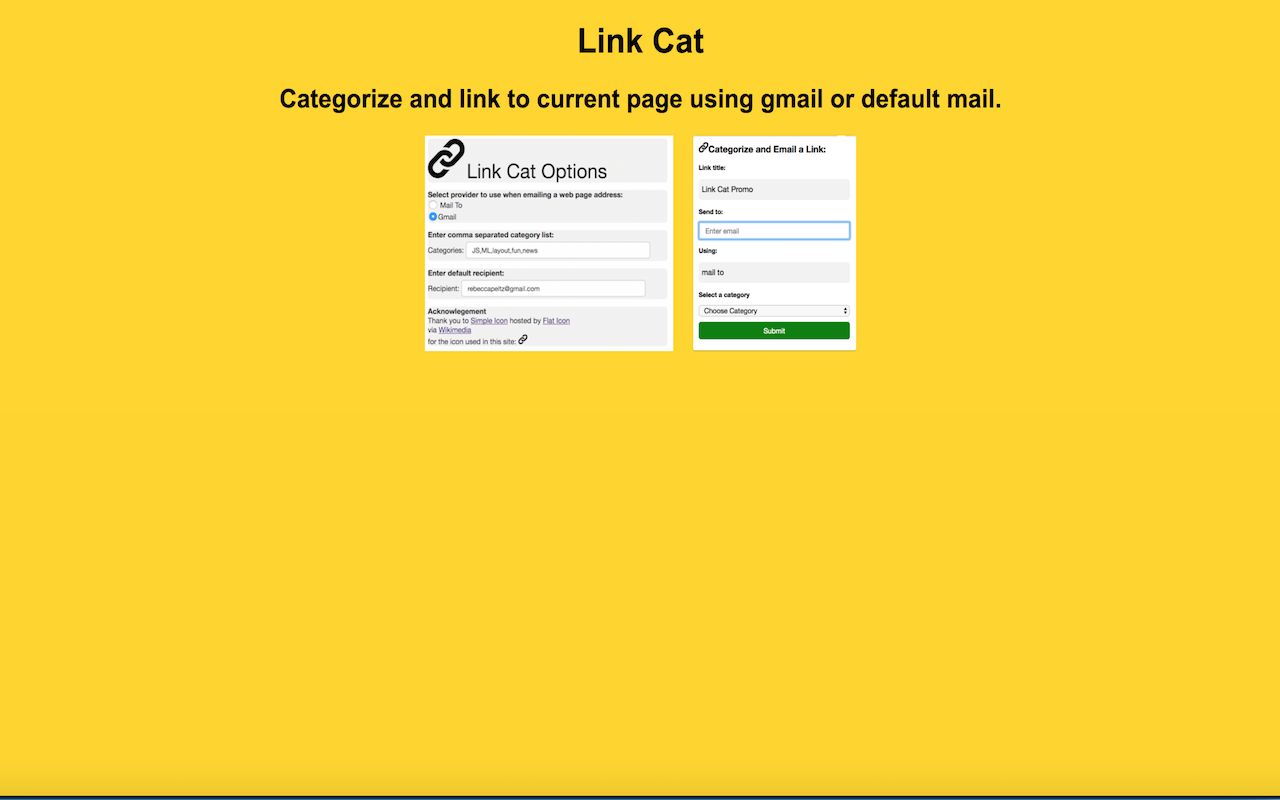 Link Cat
Categorize and link to current page using gmail or default mail.
Link Cat Options
Select provider to use when emailing a web page address:
Mail To
Gmail
Enter comma separated category list:
Categories: JS,ML,layout,fun,news
Enter default recipient:
Recipient: rebeccapeltz@gmail.com
Acknowlegement
Thank you to Simple Icon hosted by Flat Icon
via Wikimedia
for the icon used in this site:
Categorize and Email a Link:
Link title:
Link Cat Promo
Send to:
Enter email
Using:
mail to
Select a category
Choose Category
Submit